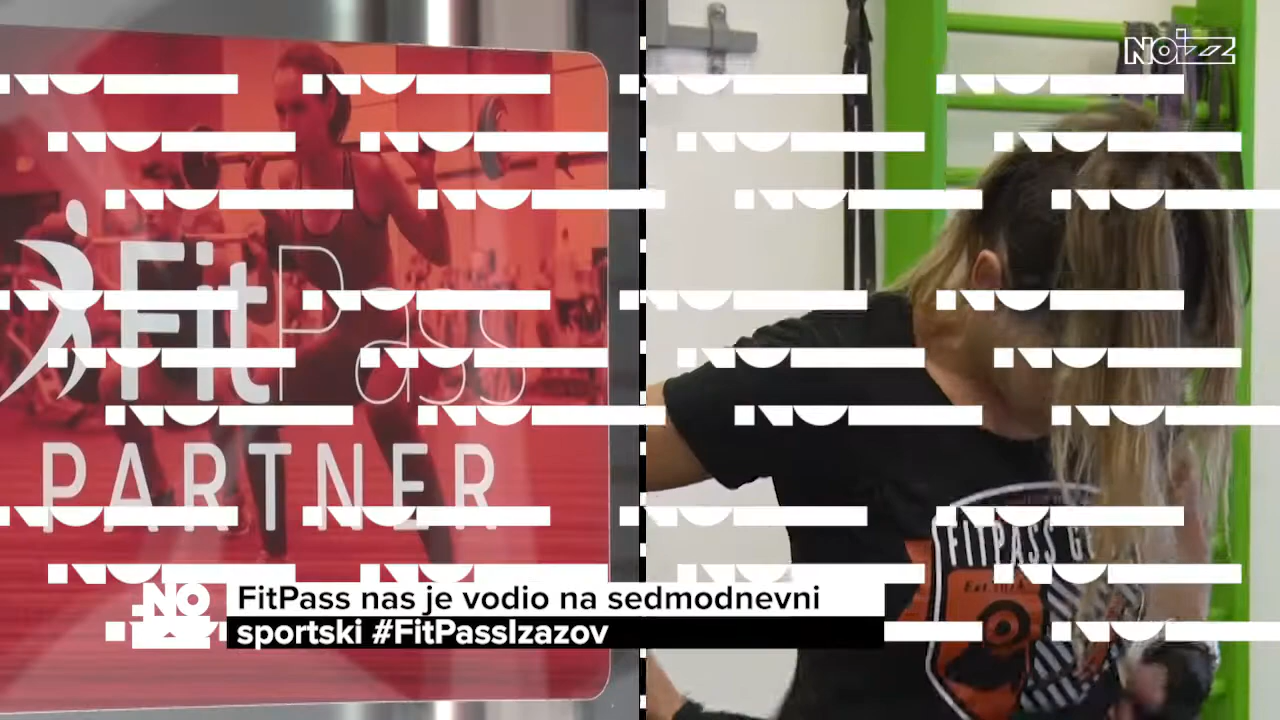 NOIZZ
FitPass
PARTNER
FITPASS G
FitPass nas je vodio na sedmodnevni
sportski #FitPassIzazov